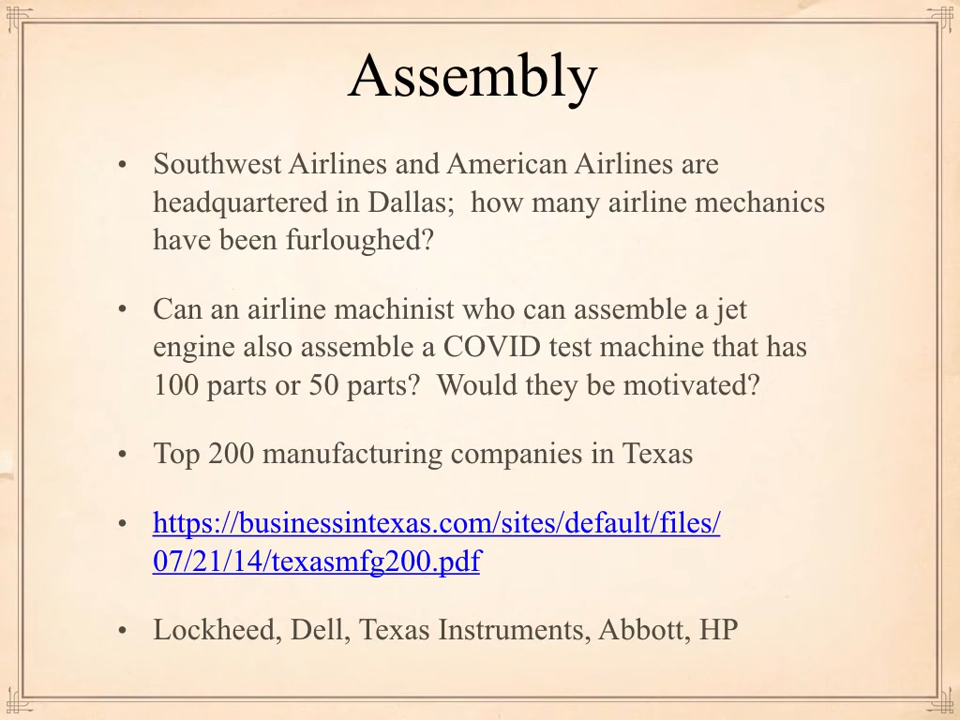 Assembly
• Southwest Airlines and American Airlines are
headquartered in Dallas;  how many airline mechanics
have been furloughed?
• Can an airline machinist who can assemble a jet
engine also assemble a COVID test machine that has
100 parts or 50 parts?  Would they be motivated?
• Top 200 manufacturing companies in Texas
• https://businessintexas.com/sites/default/files/
07/21/14/texasmfg200.pdf
• Lockheed, Dell, Texas Instruments, Abbott, HP